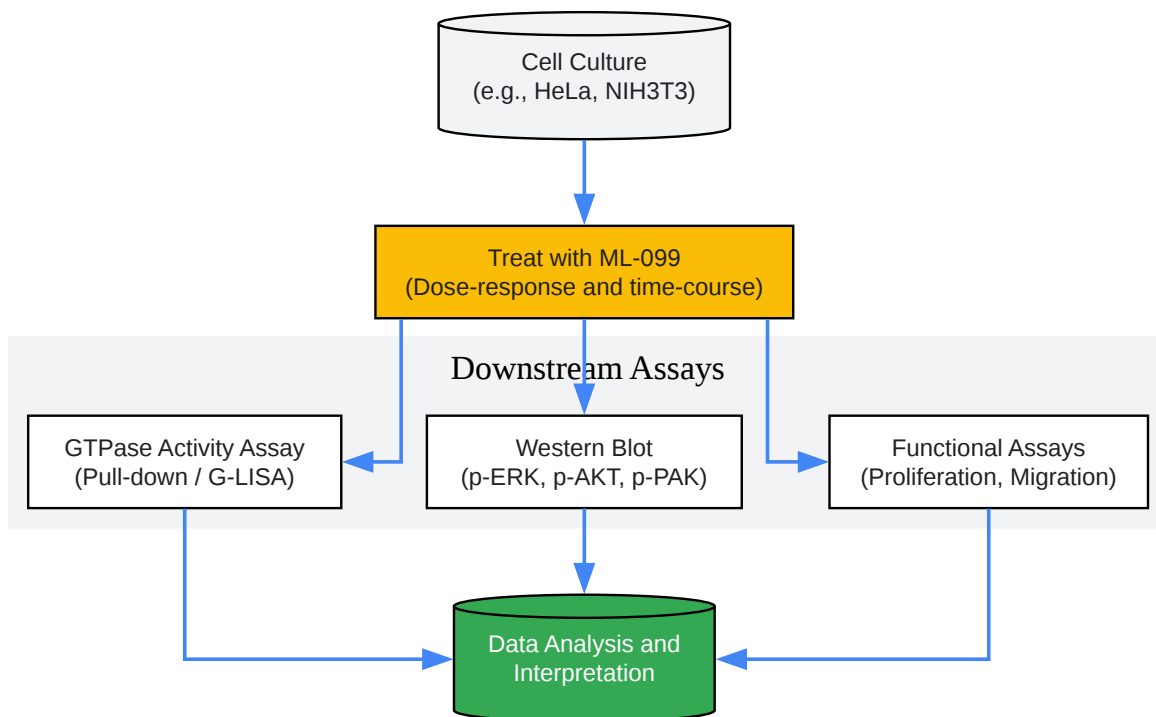 Cell Culture
(e.g., HeLa, NIH3T3)
Treat with ML-099
(Dose-response and time-course)
Downstream Assays
GTPase Activity Assay
(Pull-down / G-LISA)
Western Blot
(p-ERK, p-AKT, p-PAK)
Functional Assays
(Proliferation, Migration)
Data Analysis and
Interpretation